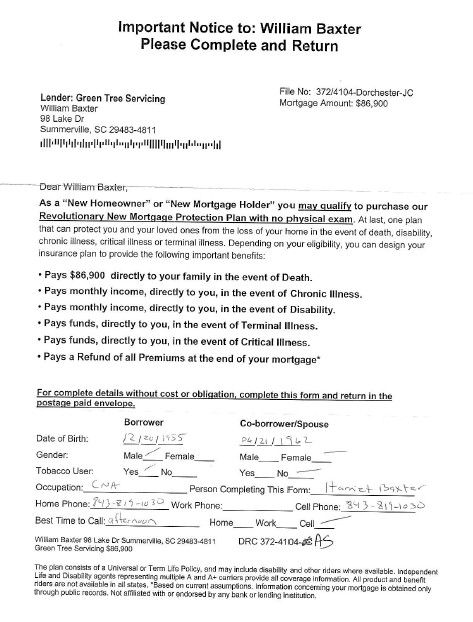 Important Notice to: William Baxter
Please Complete and Return
File No: 372/4104-Dorchester-JC
Mortgage Amount: $86,900
Lender: Green Tree Servicing
William Baxter
98 Lake Dr
Summerville, SC 29483-4811
Dear William Baxter,
As a “New Homeowner” or “New Mortgage Holder” you may qualify to purchase our
Revolutionary New Mortgage Protection Plan with no physical exam. At last, one plan
that can protect you and your loved ones from the loss of your home in the event of death, disability,
chronic illness, critical illness or terminal illness. Depending on your eligibility, you can design your
insurance plan to provide the following important benefits:
• Pays $86,900 directly to your family in the event of Death.
• Pays monthly income, directly to you, in the event of Chronic Illness.
• Pays monthly income, directly to you, in the event of Disability.
• Pays funds, directly to you, in the event of Terminal Illness.
• Pays funds, directly to you, in the event of Critical Illness.
• Pays a Refund of all Premiums at the end of your mortgage*
For complete details without cost or obligation, complete this form and return in the
postage paid envelope.
Borrower Co-borrower/Spouse
Date of Birth: 12/20/1955 04/21/1962
Gender: Male Female Male Female
Tobacco User: Yes No Yes No
Occupation: CNA Person Completing This Form: Harriet Baxter
Home Phone: 843-819-1030 Work Phone: Cell Phone: 843-819-1030
Best Time to Call: afternoon Home Work Cell
William Baxter 98 Lake Dr Summerville, SC 29483-4811 DRC 372-4104- AS
Green Tree Servicing $86,900
The plan consists of a Universal or Term Life Policy, and may include disability and other riders where available. Independent
Life and Disability agents representing multiple A and A+ carriers provide all coverage information. All product and benefit
riders are not available in all states. *Based on current assumptions. Information concerning your mortgage is obtained only
through public records. Not affiliated with or endorsed by any bank or lending institution.